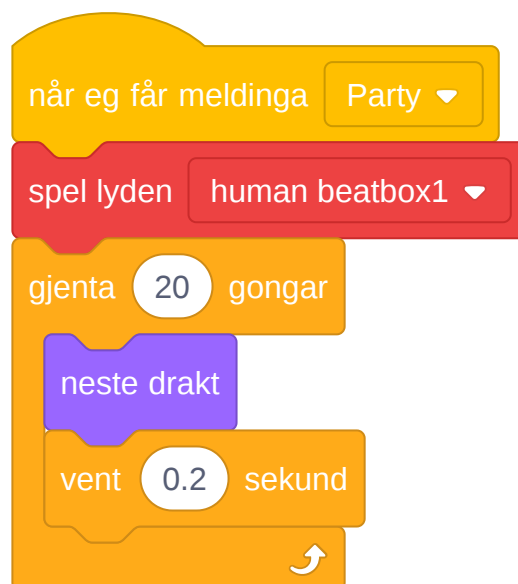 når eg får meldinga Party
spel lyden human beatbox1
gjenta 20 gongar
neste drakt
vent 0.2 sekund